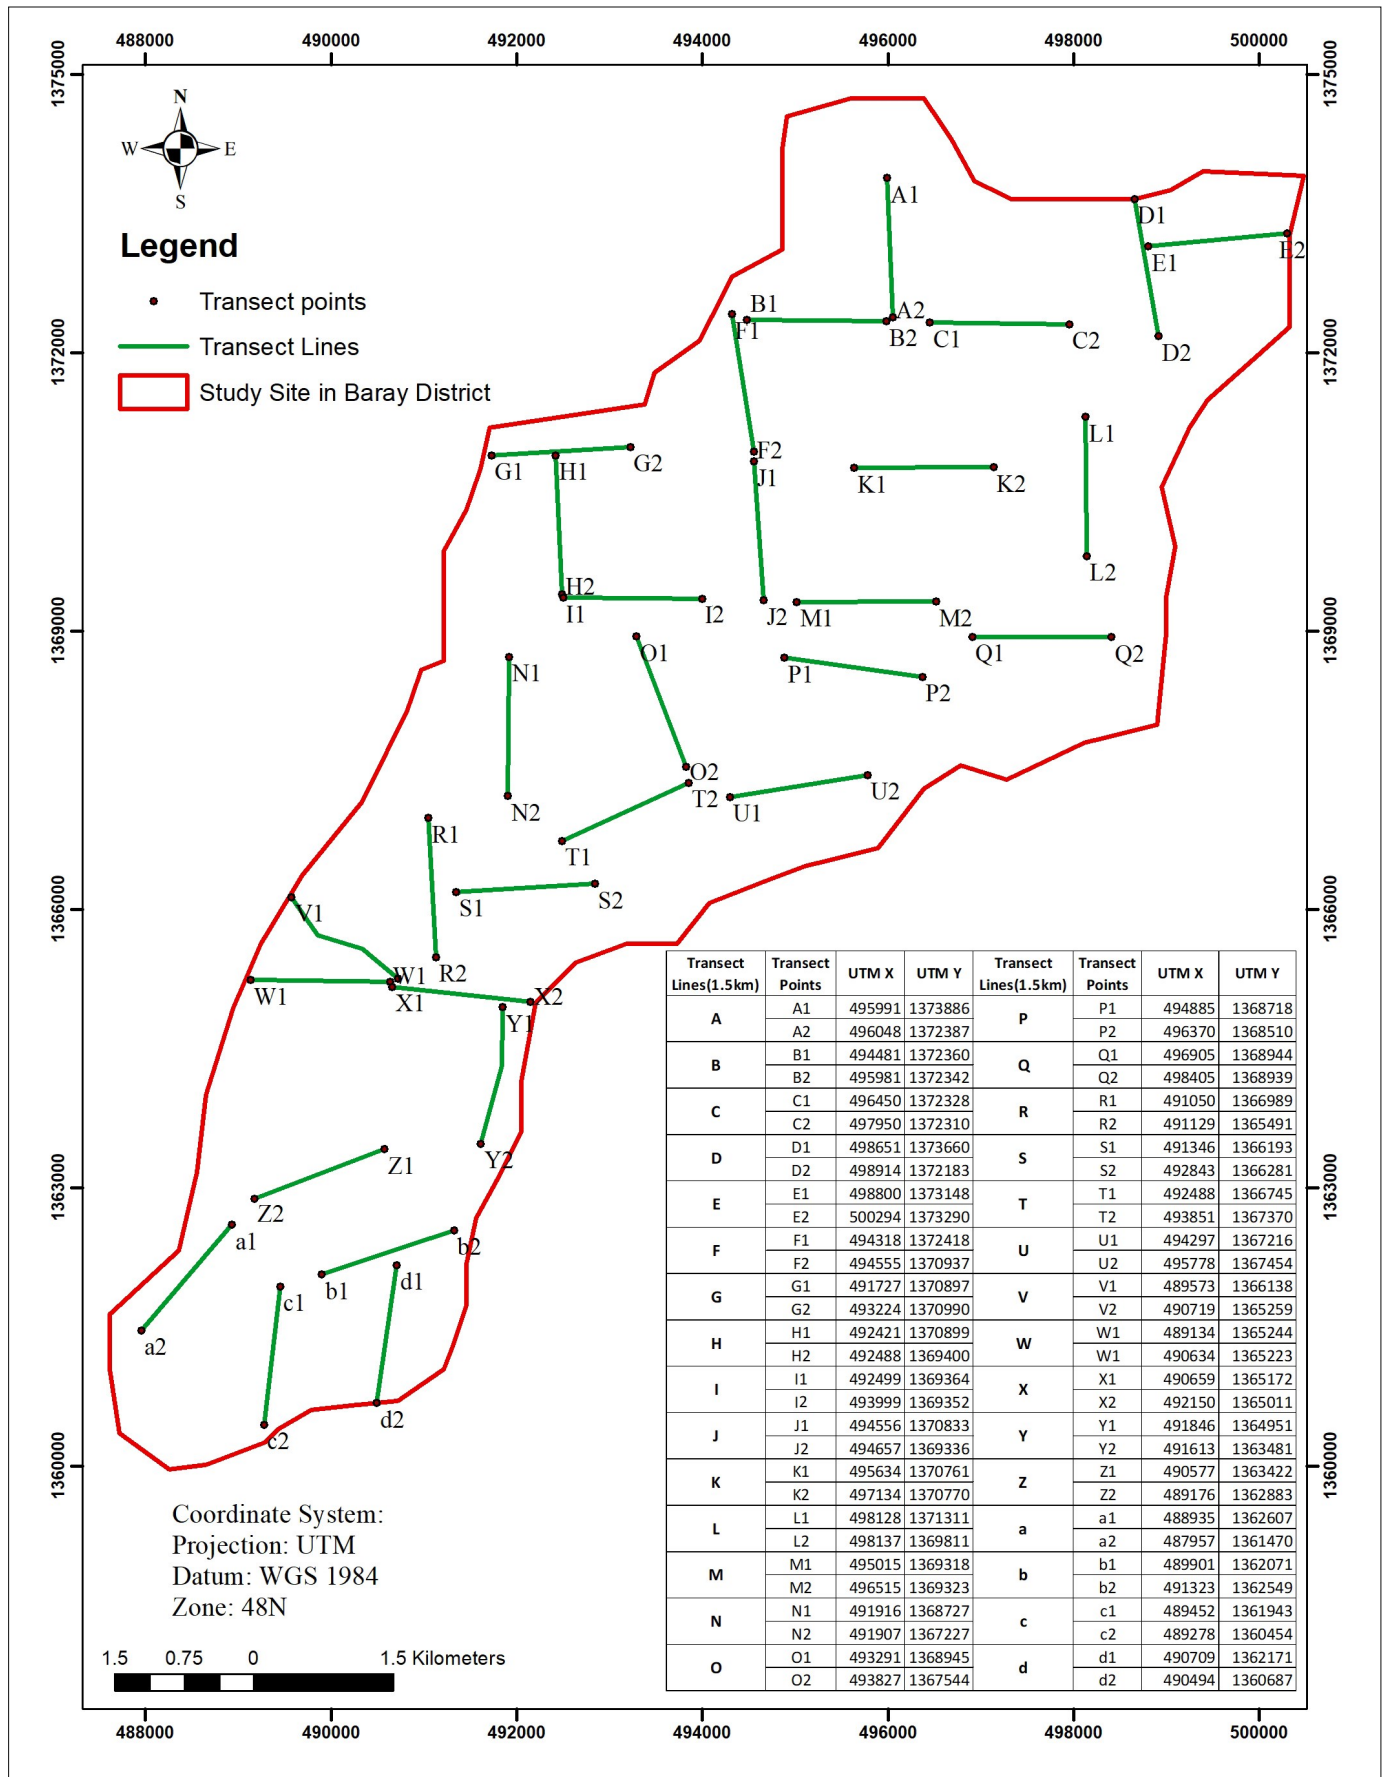 488000 490000 492000 494000 496000 498000 500000
1375000 1375000
N
W E
S
Legend
Transect points
Transect Lines
Study Site in Baray District
A1
D1
E1 E2
B1
F1
A2
B2 C1 C2
D2
1372000 1372000
L1
F2
G1 H1 G2
J1
K1 K2
L2
H2
I1 I2
J2 M1 M2
1369000 1369000
O1
Q1 Q2
N1
P1
P2
O2
T2 U1 U2
N2
R1
T1
S1 S2
1366000 1366000
V1
R2
W1 W1
X1 X2
Y1
Y2
Z1
1363000 1363000
Z2
a1
b2
b1 d1
c1
a2
d2
c2
1360000 1360000
Transect Lines(1.5km) Transect Points UTM X UTM Y Transect Lines(1.5km) Transect Points UTM X UTM Y
A A1 495991 1373886 P P1 494885 1368718
A2 496048 1372387 P2 496370 1368510
B B1 494481 1372360 Q Q1 496905 1368944
B2 495981 1372342 Q2 498405 1368939
C C1 496450 1372328 R R1 491050 1366989
C2 497950 1372310 R2 491129 1365491
D D1 498651 1373660 S S1 491346 1366193
D2 498914 1372183 S2 492843 1366281
E E1 498800 1373148 T T1 492488 1366745
E2 500294 1373290 T2 493851 1367370
F F1 494318 1372418 U U1 494297 1367216
F2 494555 1370937 U2 495778 1367454
G G1 491727 1370897 V V1 489573 1366138
G2 493224 1370990 V2 490719 1365259
H H1 492421 1370899 W W1 489134 1365244
H2 492488 1369400 W1 490634 1365223
I I1 492499 1369364 X X1 490659 1365172
I2 493999 1369352 X2 492150 1365011
J J1 494556 1370833 Y Y1 491846 1364951
J2 494657 1369336 Y2 491613 1363481
K K1 495634 1370761 Z Z1 490577 1363422
K2 497134 1370770 Z2 489176 1362883
L L1 498128 1371311 a a1 488935 1362607
L2 498137 1369811 a2 487957 1361470
M M1 495015 1369318 b b1 489901 1362071
M2 496515 1369323 b2 491323 1362549
N N1 491916 1368727 c c1 489452 1361943
N2 491907 1367227 c2 489278 1360454
O O1 493291 1368945 d d1 490709 1362171
O2 493827 1367544 d2 490494 1360687
Coordinate System:
Projection: UTM
Datum: WGS 1984
Zone: 48N
1.5 0.75 0 1.5 Kilometers
488000 490000 492000 494000 496000 498000 500000